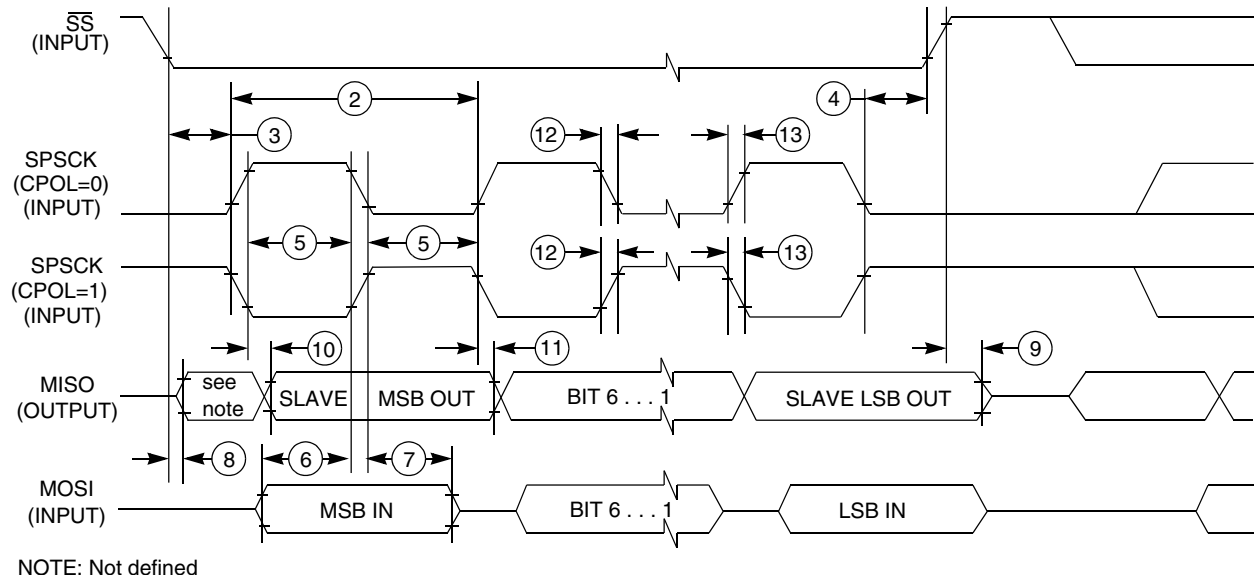 SS
(INPUT)
2
4
3
12
13
SPSCK
(CPOL=0)
(INPUT)
5
5
12
13
SPSCK
(CPOL=1)
(INPUT)
10
11
9
MISO
(OUTPUT)
see
note
SLAVE
MSB OUT
BIT 6 . . . 1
SLAVE LSB OUT
8
6
7
MOSI
(INPUT)
MSB IN
BIT 6 . . . 1
LSB IN
NOTE: Not defined